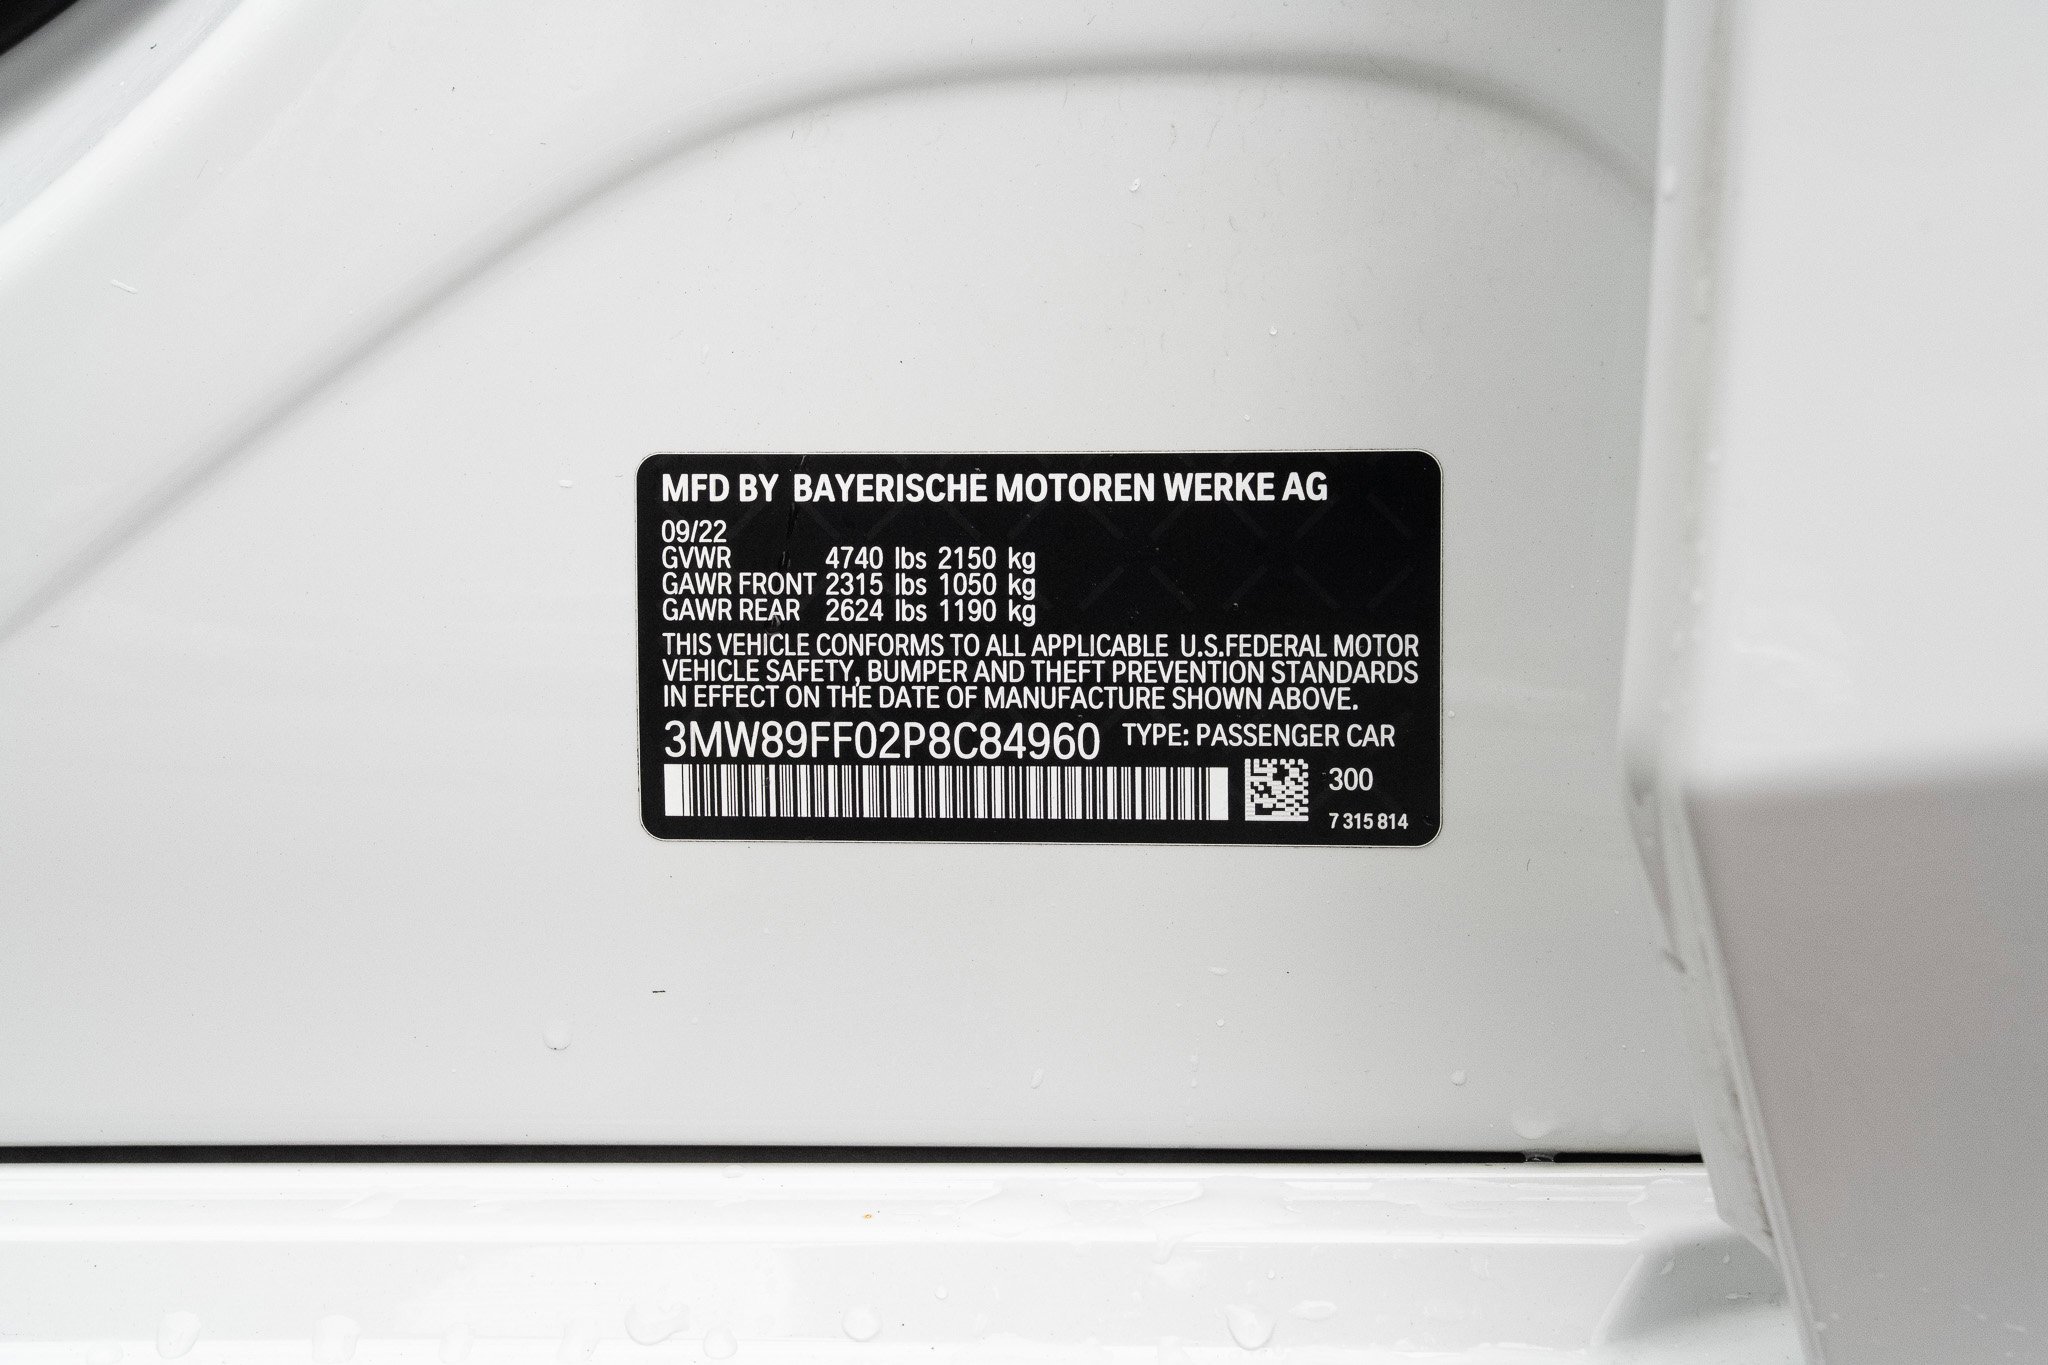 MFD BY BAYERISCHE MOTOREN WERKE AG
09/22
GVWR 4740 lbs 2150 kg
GAWR FRONT 2315 lbs 1050 kg
GAWR REAR 2624 lbs 1190 kg
THIS VEHICLE CONFORMS TO ALL APPLICABLE U.S.FEDERAL MOTOR
VEHICLE SAFETY, BUMPER AND THEFT PREVENTION STANDARDS
IN EFFECT ON THE DATE OF MANUFACTURE SHOWN ABOVE.
3MW89FF02P8C84960 TYPE: PASSENGER CAR
300
7 315 814